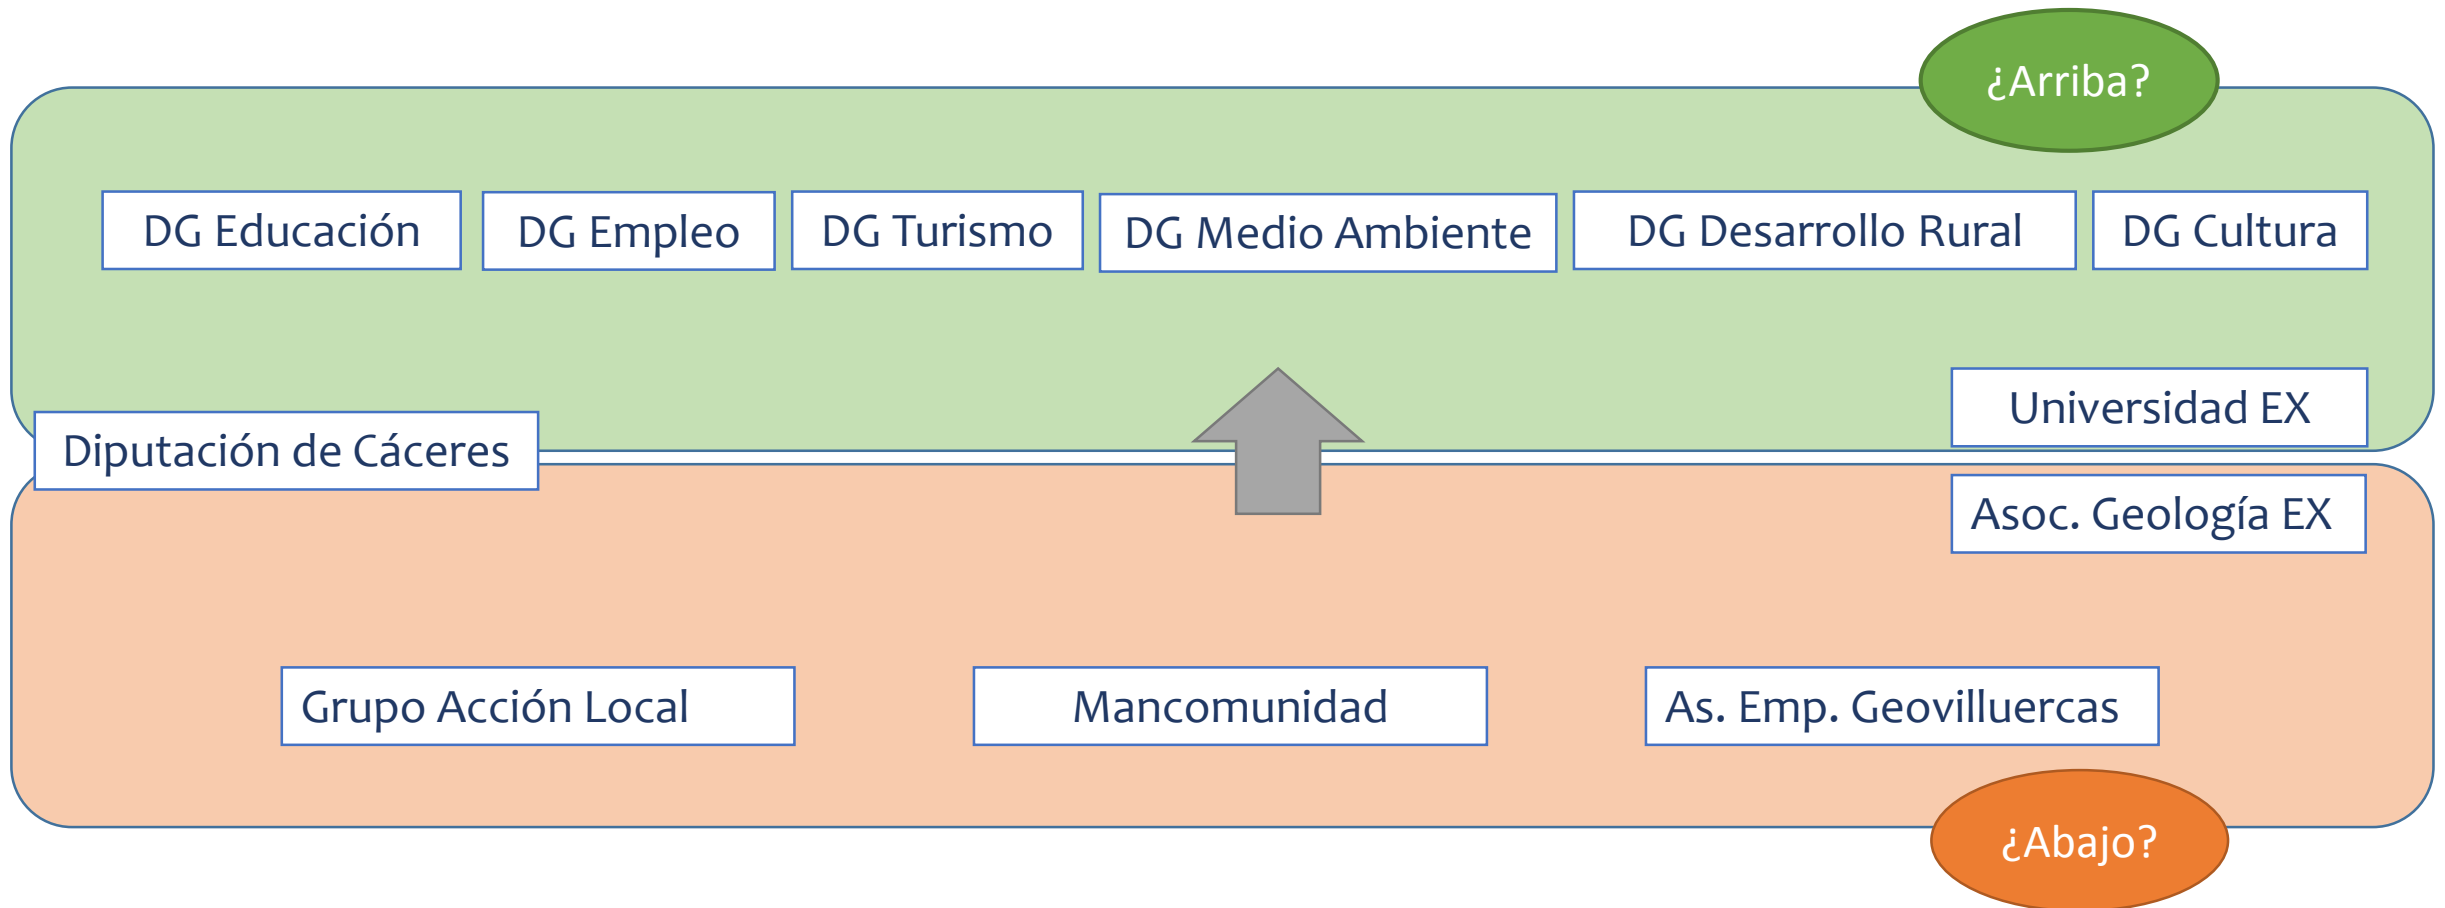 ¿Arriba?
DG Educación
DG Empleo
DG Turismo
DG Medio Ambiente
DG Desarrollo Rural
DG Cultura
Universidad EX
Diputación de Cáceres
Asoc. Geología EX
Grupo Acción Local
Mancomunidad
As. Emp. Geovilluercas
¿Abajo?